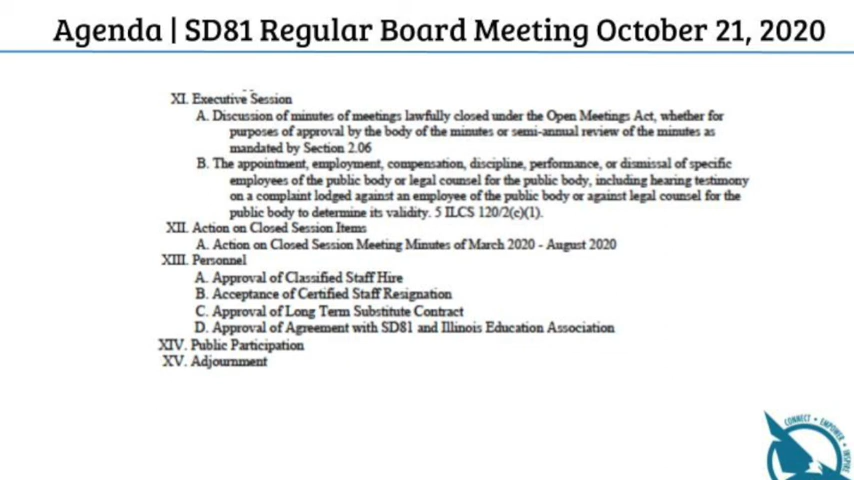 Agenda | SD81 Regular Board Meeting October 21, 2020
XI. Executive Session
A. Discussion of minutes of meetings lawfully closed under the Open Meetings Act, whether for
purposes of approval by the body of the minutes or semi-annual review of the minutes as
mandated by Section 2.06
B. The appointment, employment, compensation, discipline, performance, or dismissal of specific
employees of the public body or legal counsel for the public body, including hearing testimony
on a complaint lodged against an employee of the public body or against legal counsel for the
public body to determine its validity. 5 ILCS 120/2(c)(1).
XII. Action on Closed Session Items
A. Action on Closed Session Meeting Minutes of March 2020 - August 2020
XIII. Personnel
A. Approval of Classified Staff Hire
B. Acceptance of Certified Staff Resignation
C. Approval of Long Term Substitute Contract
D. Approval of Agreement with SD81 and Illinois Education Association
XIV. Public Participation
XV. Adjournment
CONNECT • EMPOWER • INSPIRE